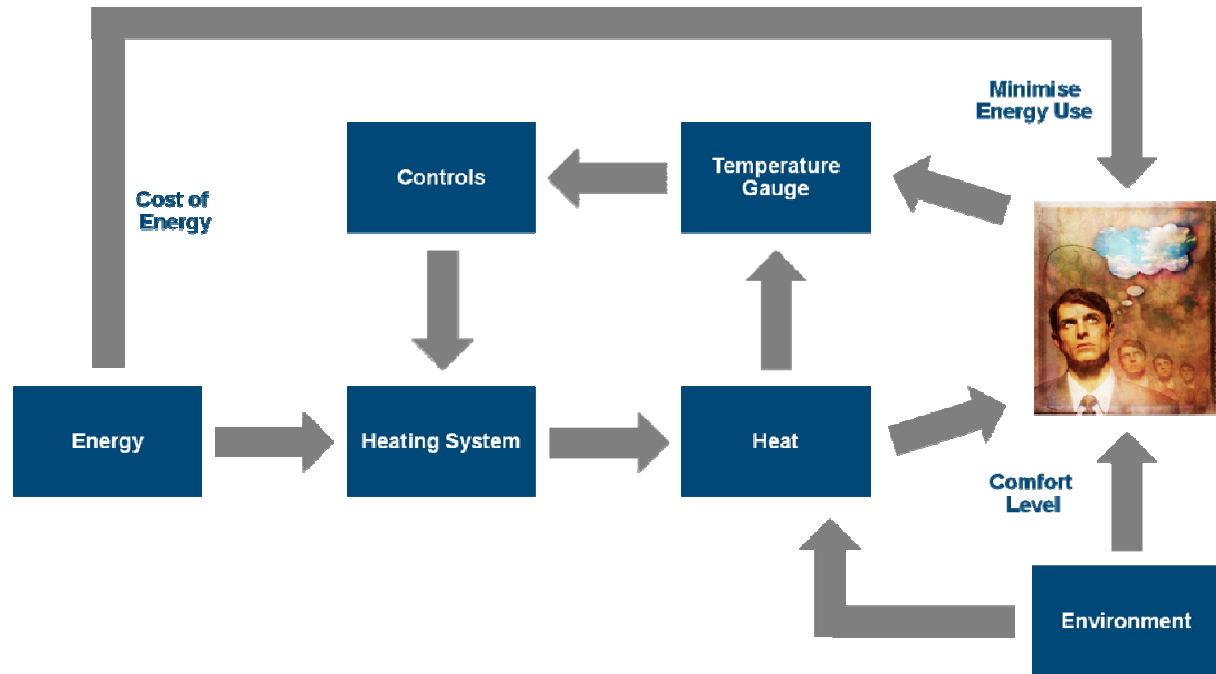 Minimise
Energy Use
Controls
Temperature
Gauge
Cost of
Energy
Energy
Heating System
Heat
Comfort
Level
Environment